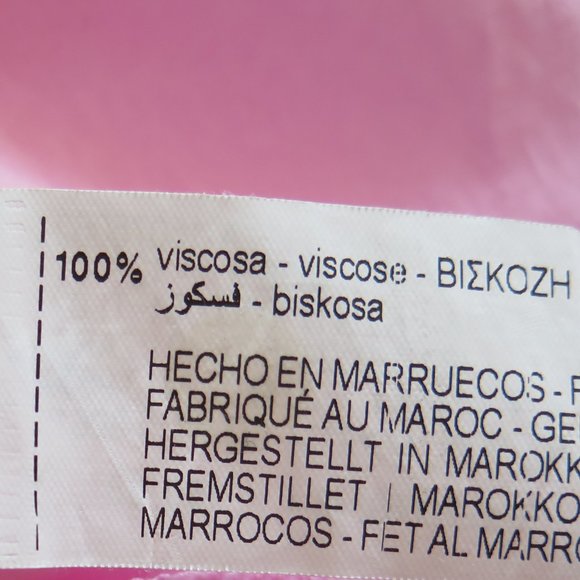 100% viscosa - viscose - ΒΙΣΚΟΖΗ
فسكوز - biskosa
HECHO EN MARRUECOS -
FABRIQUÉ AU MAROC -
HERGESTELLT IN
FREMSTILLET I MAROKKO
MARROCOS - FET AL